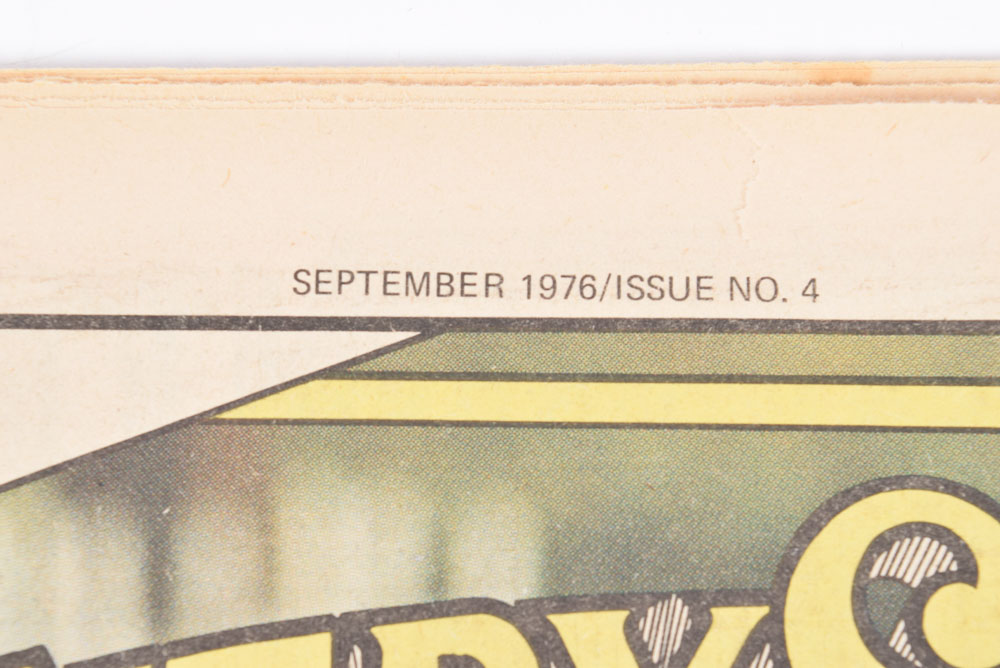 SEPTEMBER 1976/ISSUE NO. 4